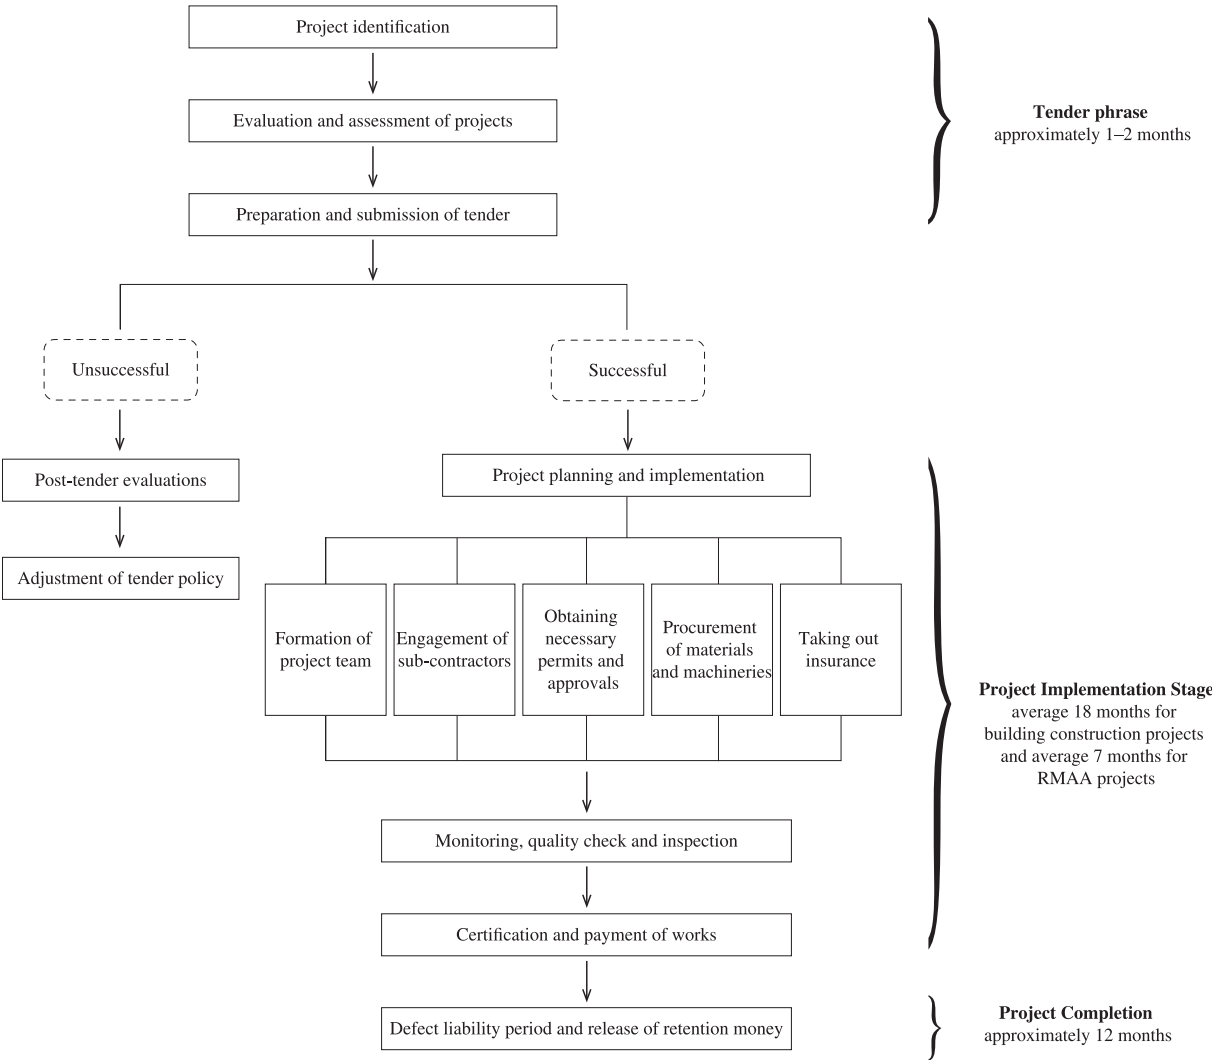 Project identification
Evaluation and assessment of projects
Tender phrase
approximately 1–2 months
Preparation and submission of tender
Unsuccessful
Successful
Post-tender evaluations
Project planning and implementation
Adjustment of tender policy
Formation of
project team
Engagement of
sub-contractors
Obtaining
necessary
permits and
approvals
Procurement
of materials
and machineries
Taking out
insurance
Project Implementation Stage
average 18 months for
building construction projects
and average 7 months for
RMAA projects
Monitoring, quality check and inspection
Certification and payment of works
Defect liability period and release of retention money
Project Completion
approximately 12 months